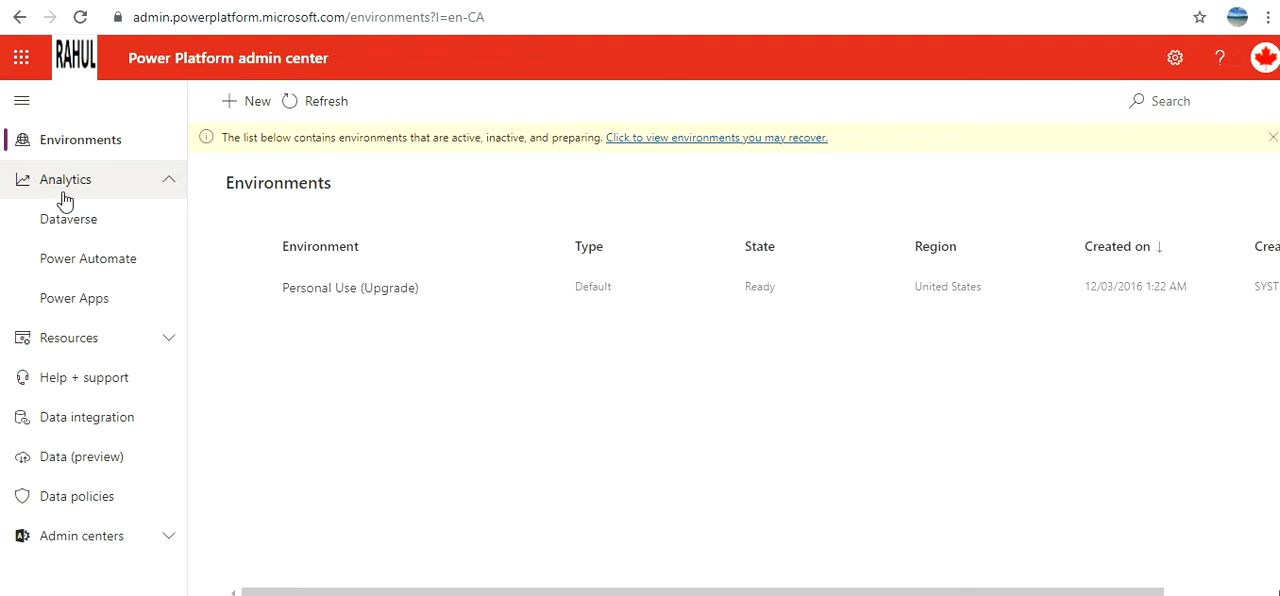 admin.powerplatform.microsoft.com/environments?l=en-CA
RAHUL
Power Platform admin center
?
New
Refresh
Search
The list below contains environments that are active, inactive, and preparing. Click to view environments you may recover.
Environments
Analytics
Dataverse
Power Automate
Power Apps
Resources
Help + support
Data integration
Data (preview)
Data policies
Admin centers
Environments
Environment Type State Region Created on ↓ Crea
Personal Use (Upgrade) Default Ready United States 12/03/2016 1:22 AM SYST